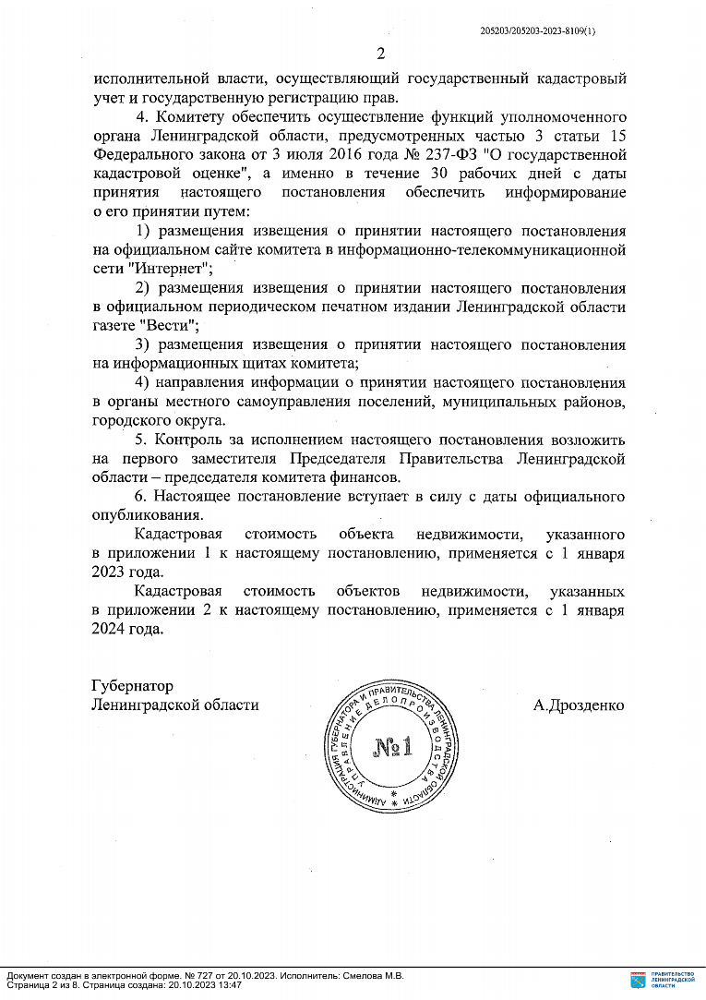 205203/205203-2023-8109(1)
2
исполнительной власти, осуществляющий государственный кадастровый
учет и государственную регистрацию прав.
4. Комитету обеспечить осуществление функций уполномоченного
органа Ленинградской области, предусмотренных частью 3 статьи 15
Федерального закона от 3 июля 2016 года № 237-ФЗ "О государственной
кадастровой оценке", а именно в течение 30 рабочих дней с даты
принятия настоящего постановления обеспечить информирование
о его принятии путем:
1) размещения извещения о принятии настоящего постановления
на официальном сайте комитета в информационно-телекоммуникационной
сети "Интернет";
2) размещения извещения о принятии настоящего постановления
в официальном периодическом печатном издании Ленинградской области
газете "Вести";
3) размещения извещения о принятии настоящего постановления
на информационных щитах комитета;
4) направления информации о принятии настоящего постановления
в органы местного самоуправления поселений, муниципальных районов,
городского округа.
5. Контроль за исполнением настоящего постановления возложить
на первого заместителя Председателя Правительства Ленинградской
области – председателя комитета финансов.
6. Настоящее постановление вступает в силу с даты официального
опубликования.
Кадастровая стоимость объекта недвижимости, указанного
в приложении 1 к настоящему постановлению, применяется с 1 января
2023 года.
Кадастровая стоимость объектов недвижимости, указанных
в приложении 2 к настоящему постановлению, применяется с 1 января
2024 года.
Губернатор
Ленинградской области
А.Дрозденко
АДМИНИСТРАЦИЯ ГУБЕРНАТОРА И ПРАВИТЕЛЬСТВА ЛЕНИНГРАДСКОЙ ОБЛАСТИ *
УПРАВЛЕНИЕ ДЕЛОПРОИЗВОДСТВА *
№1
Документ создан в электронной форме. № 727 от 20.10.2023. Исполнитель: Смелова М.В.
Страница 2 из 8. Страница создана: 20.10.2023 13:47
ПРАВИТЕЛЬСТВО
ЛЕНИНГРАДСКОЙ
ОБЛАСТИ